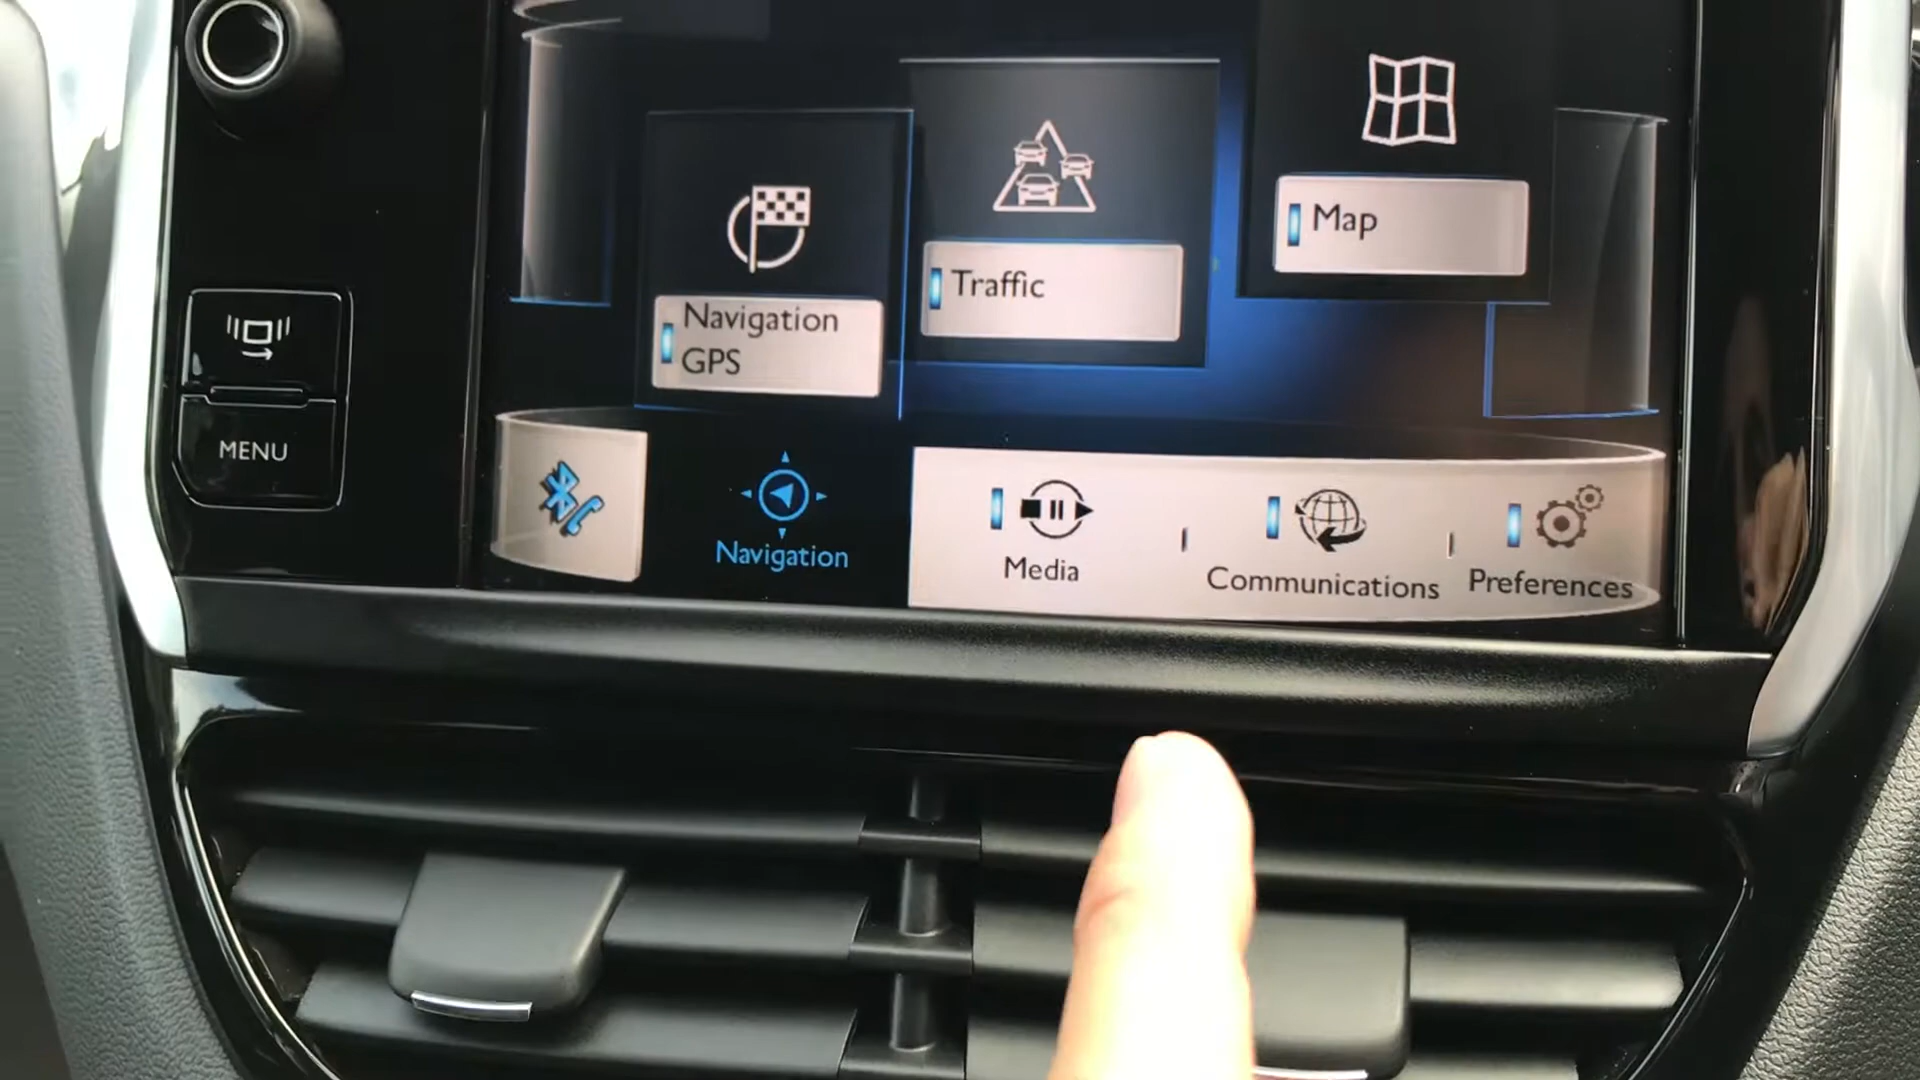 Map
Traffic
Navigation
GPS
MENU
Navigation
Media
Communications
Preferences